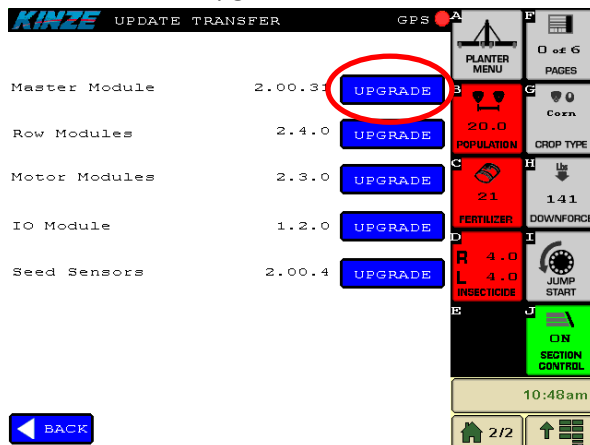 KINZE UPDATE TRANSFER GPS
Master Module 2.00.31 UPGRADE
Row Modules 2.4.0 UPGRADE
Motor Modules 2.3.0 UPGRADE
IO Module 1.2.0 UPGRADE
Seed Sensors 2.00.4 UPGRADE
BACK
A
PLANTER
MENU
F
0 of 6
PAGES
B
20.0
POPULATION
G
Corn
CROP TYPE
C
21
FERTILIZER
H
Lbs
141
DOWNFORCE
D
R 4.0
L 4.0
INSECTICIDE
I
JUMP
START
E
J
ON
SECTION
CONTROL
10:48am
2/2